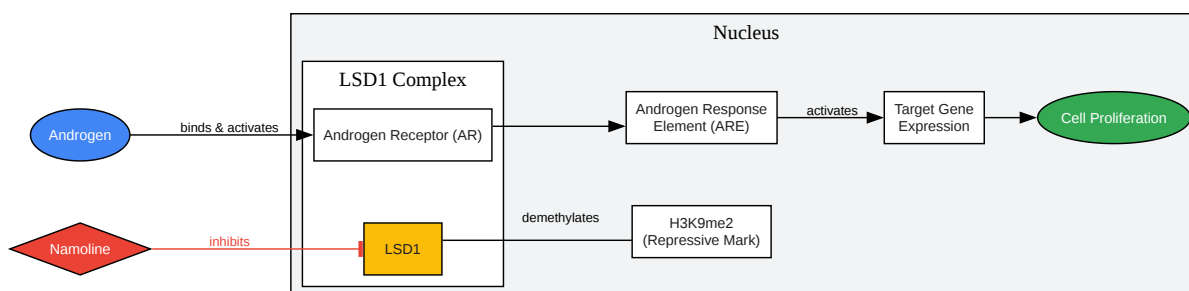 Nucleus
LSD1 Complex
Androgen
binds & activates
Androgen Receptor (AR)
Androgen Response
Element (ARE)
activates
Target Gene
Expression
Cell Proliferation
Namoline
inhibits
LSD1
demethylates
H3K9me2
(Repressive Mark)